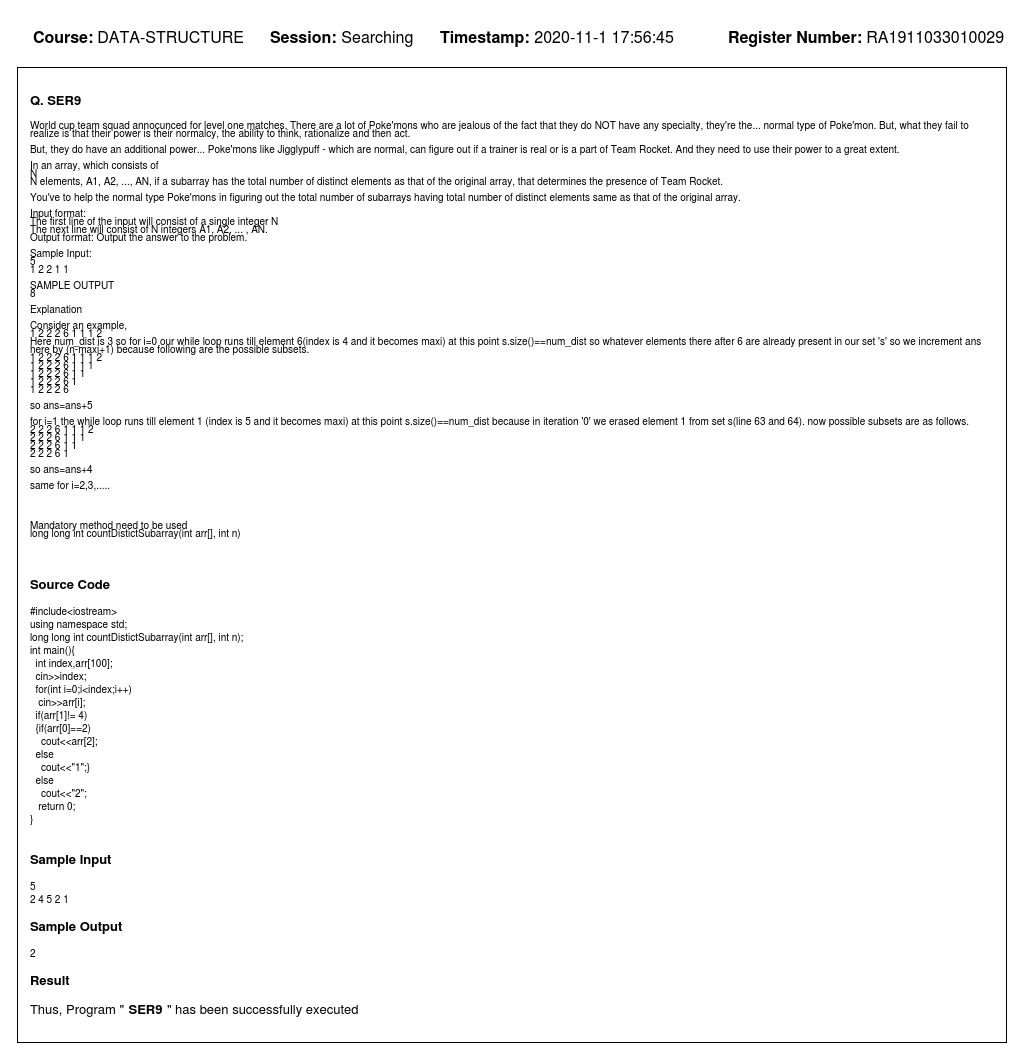 Course: DATA-STRUCTURE Session: Searching Timestamp: 2020-11-1 17:56:45 Register Number: RA1911033010029
Q. SER9
World cup team squad annocunced for level one matches. There are a lot of Poke'mons who are jealous of the fact that they do NOT have any specialty, they're the... normal type of Poke'mon. But, what they fail to
realize is that their power is their normalcy, the ability to think, rationalize and then act.
But, they do have an additional power... Poke'mons like Jigglypuff - which are normal, can figure out if a trainer is real or is a part of Team Rocket. And they need to use their power to a great extent.
In an array, which consists of
N
N elements, A1, A2, ..., AN, if a subarray has the total number of distinct elements as that of the original array, that determines the presence of Team Rocket.
You've to help the normal type Poke'mons in figuring out the total number of subarrays having total number of distinct elements same as that of the original array.
Input format:
The first line of the input will consist of a single integer N
The next line will consist of N integers A1, A2, ... , AN.
Output format: Output the answer to the problem.
Sample Input:
5
1 2 2 1 1
SAMPLE OUTPUT
8
Explanation
Consider an example,
1 2 2 2 6 1 1 1 2
Here num_dist is 3 so for i=0 our while loop runs till element 6(index is 4 and it becomes maxi) at this point s.size()==num_dist so whatever elements there after 6 are already present in our set 's' so we increment ans
here by (n-maxi+1) because following are the possible subsets.
1 2 2 2 6 1 1 1 2
1 2 2 2 6 1 1 1
1 2 2 2 6 1 1
1 2 2 2 6 1
1 2 2 2 6
so ans=ans+5
for i=1 the while loop runs till element 1 (index is 5 and it becomes maxi) at this point s.size()==num_dist because in iteration '0' we erased element 1 from set s(line 63 and 64). now possible subsets are as follows.
2 2 2 6 1 1 1 2
2 2 2 6 1 1 1
2 2 2 6 1 1
2 2 2 6 1
so ans=ans+4
same for i=2,3,.....
Mandatory method need to be used
long long int countDistictSubarray(int arr[], int n)
Source Code
#include<iostream>
using namespace std;
long long int countDistictSubarray(int arr[], int n);
int main(){
int index,arr[100];
cin>>index;
for(int i=0;i<index;i++)
cin>>arr[i];
if(arr[1]!= 4)
{if(arr[0]==2)
cout<<arr[2];
else
cout<<"1";}
else
cout<<"2";
return 0;
}
Sample Input
5
2 4 5 2 1
Sample Output
2
Result
Thus, Program " SER9 " has been successfully executed